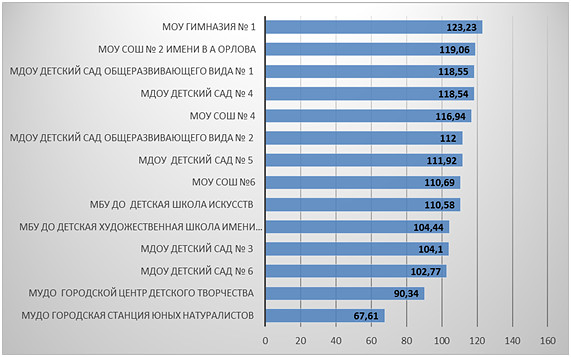 МОУ ГИМНАЗИЯ № 1 123,23
МОУ СОШ № 2 ИМЕНИ В А ОРЛОВА 119,06
МДОУ ДЕТСКИЙ САД ОБЩЕРАЗВИВАЮЩЕГО ВИДА № 1 118,55
МДОУ ДЕТСКИЙ САД № 4 118,54
МОУ СОШ № 4 116,94
МДОУ ДЕТСКИЙ САД ОБЩЕРАЗВИВАЮЩЕГО ВИДА № 2 112
МДОУ ДЕТСКИЙ САД № 5 111,92
МОУ СОШ №6 110,69
МБУ ДО ДЕТСКАЯ ШКОЛА ИСКУССТВ 110,58
МБУ ДО ДЕТСКАЯ ХУДОЖЕСТВЕННАЯ ШКОЛА ИМЕНИ… 104,44
МДОУ ДЕТСКИЙ САД № 3 104,1
МДОУ ДЕТСКИЙ САД № 6 102,77
МУДО ГОРОДСКОЙ ЦЕНТР ДЕТСКОГО ТВОРЧЕСТВА 90,34
МУДО ГОРОДСКАЯ СТАНЦИЯ ЮНЫХ НАТУРАЛИСТОВ 67,61
0 20 40 60 80 100 120 140 160